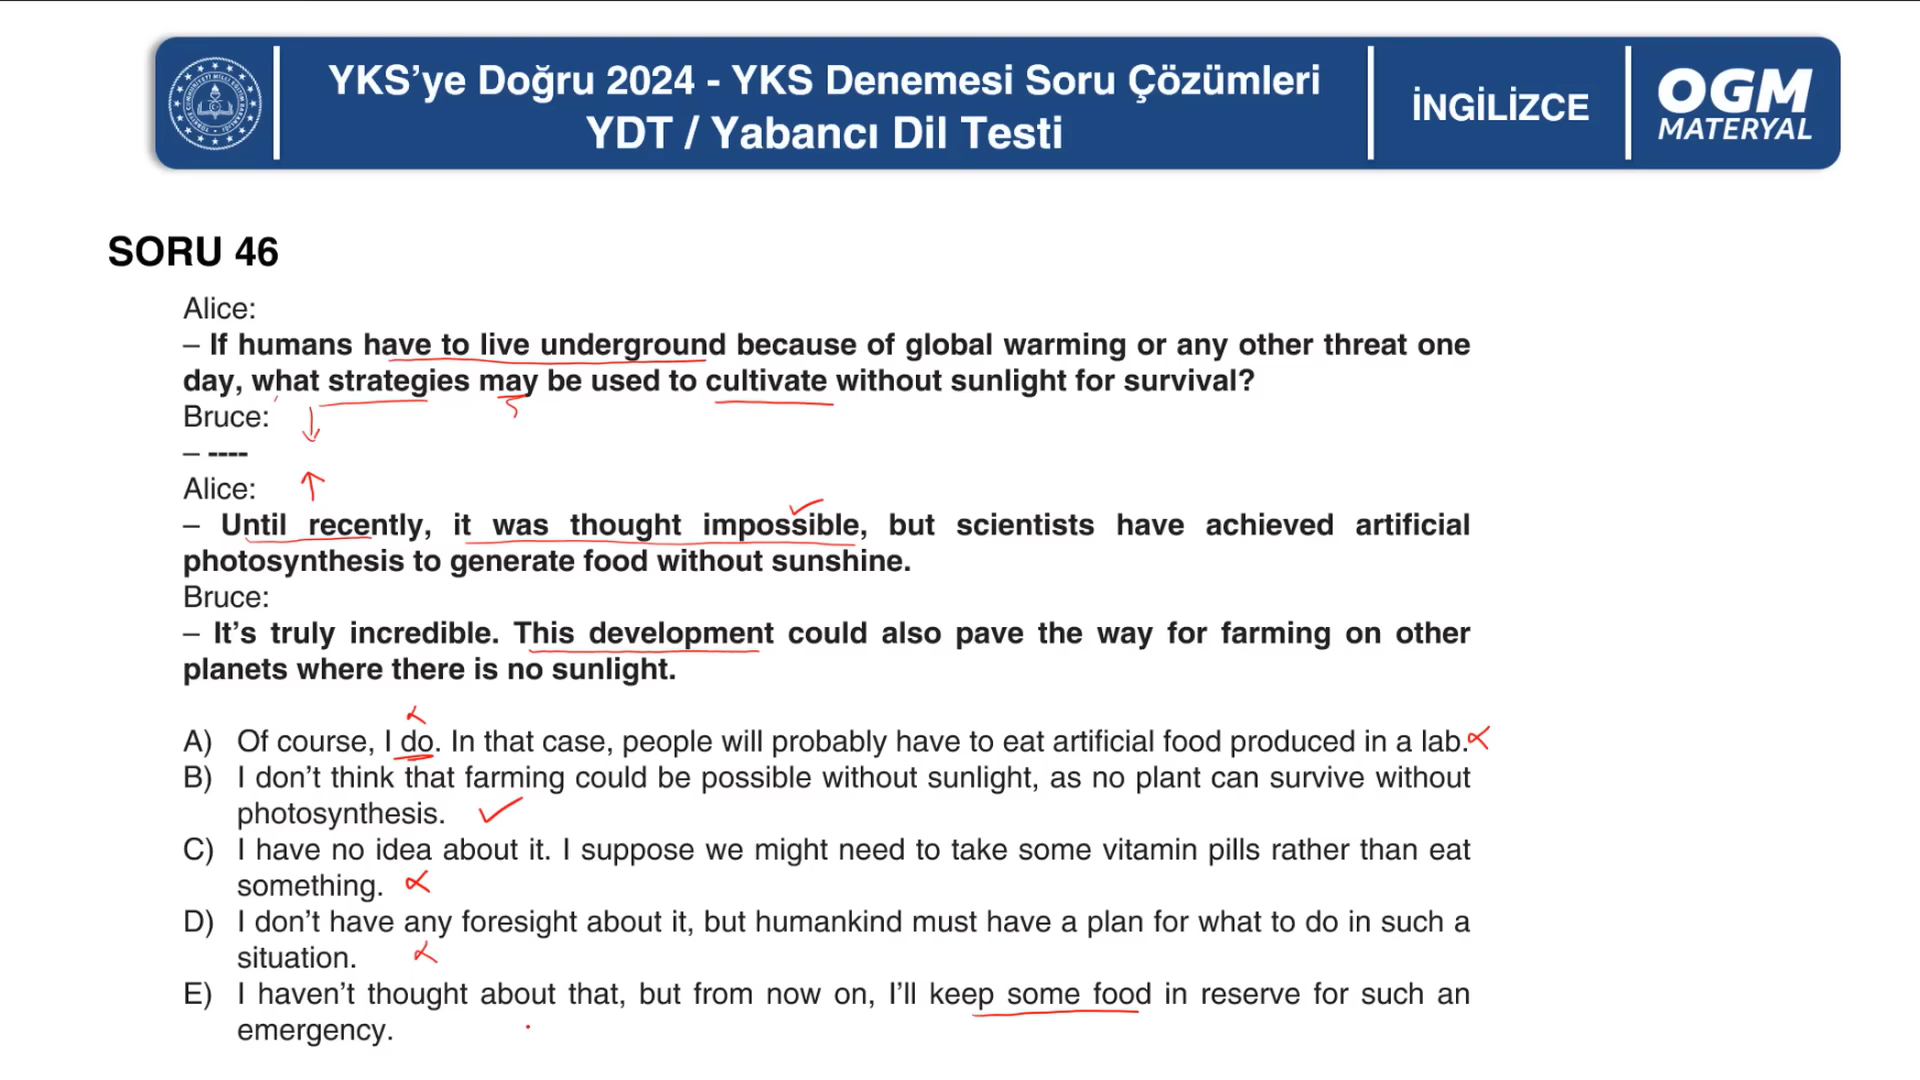 YKS'ye Doğru 2024 - YKS Denemesi Soru Çözümleri
YDT / Yabancı Dil Testi
İNGİLİZCE
OGM
MATERYAL
SORU 46
Alice:
– If humans have to live underground because of global warming or any other threat one
day, what strategies may be used to cultivate without sunlight for survival?
Bruce:
– ----
Alice:
– Until recently, it was thought impossible, but scientists have achieved artificial
photosynthesis to generate food without sunshine.
Bruce:
– It's truly incredible. This development could also pave the way for farming on other
planets where there is no sunlight.
A) Of course, I do. In that case, people will probably have to eat artificial food produced in a lab.
B) I don't think that farming could be possible without sunlight, as no plant can survive without
photosynthesis.
C) I have no idea about it. I suppose we might need to take some vitamin pills rather than eat
something.
D) I don't have any foresight about it, but humankind must have a plan for what to do in such a
situation.
E) I haven't thought about that, but from now on, I'll keep some food in reserve for such an
emergency.